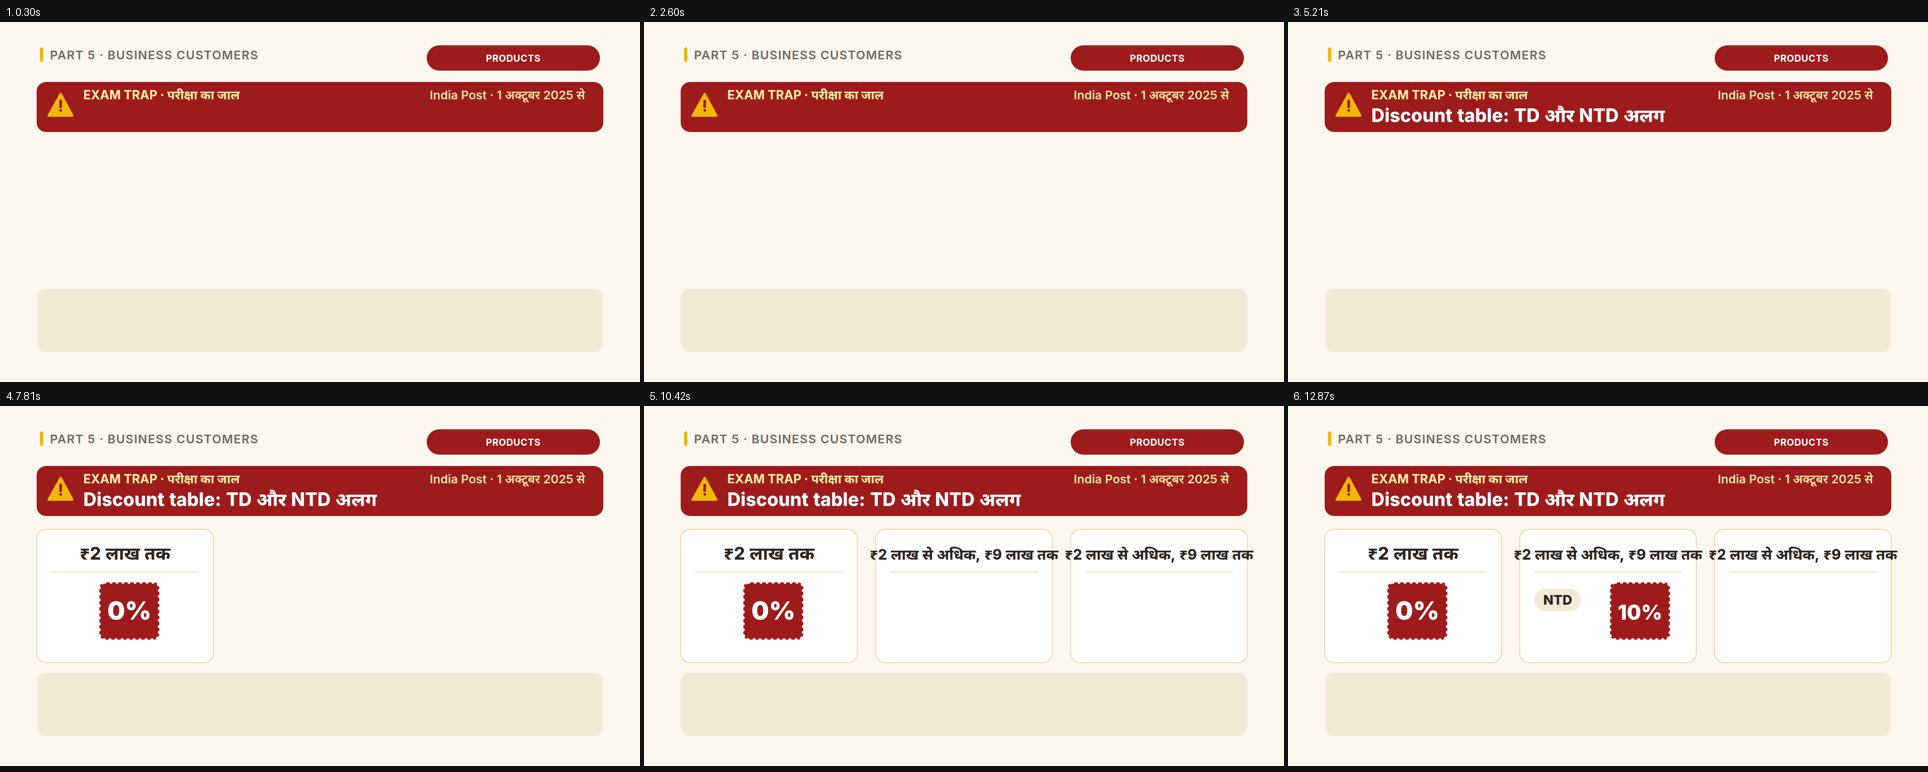 1. 0.30s
PART 5 · BUSINESS CUSTOMERS
PRODUCTS
EXAM TRAP · परीक्षा का जाल
India Post · 1 अक्टूबर 2025 से
2. 2.60s
PART 5 · BUSINESS CUSTOMERS
PRODUCTS
EXAM TRAP · परीक्षा का जाल
India Post · 1 अक्टूबर 2025 से
3. 5.21s
PART 5 · BUSINESS CUSTOMERS
PRODUCTS
EXAM TRAP · परीक्षा का जाल
India Post · 1 अक्टूबर 2025 से
Discount table: TD और NTD अलग
4. 7.81s
PART 5 · BUSINESS CUSTOMERS
PRODUCTS
EXAM TRAP · परीक्षा का जाल
India Post · 1 अक्टूबर 2025 से
Discount table: TD और NTD अलग
₹2 लाख तक
0%
5. 10.42s
PART 5 · BUSINESS CUSTOMERS
PRODUCTS
EXAM TRAP · परीक्षा का जाल
India Post · 1 अक्टूबर 2025 से
Discount table: TD और NTD अलग
₹2 लाख तक
0%
₹2 लाख से अधिक, ₹9 लाख तक
₹2 लाख से अधिक, ₹9 लाख तक
6. 12.87s
PART 5 · BUSINESS CUSTOMERS
PRODUCTS
EXAM TRAP · परीक्षा का जाल
India Post · 1 अक्टूबर 2025 से
Discount table: TD और NTD अलग
₹2 लाख तक
0%
₹2 लाख से अधिक, ₹9 लाख तक
NTD
10%
₹2 लाख से अधिक, ₹9 लाख तक